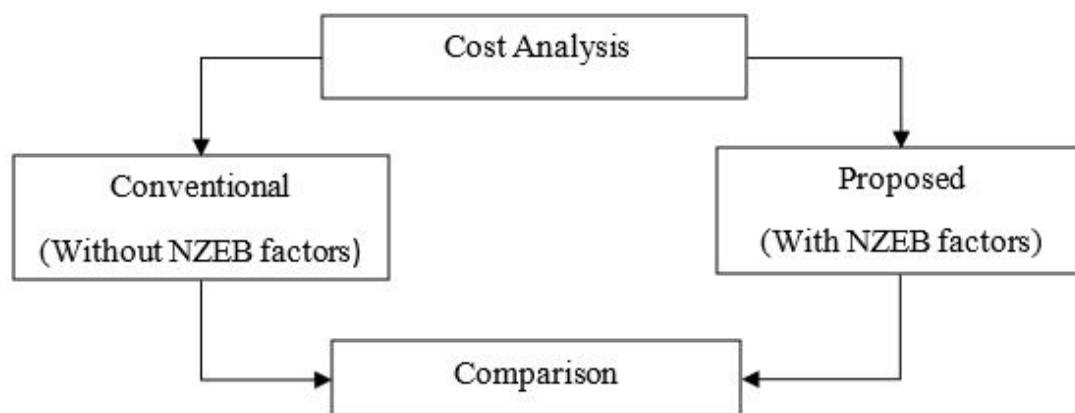 Cost Analysis
Conventional
(Without NZEB factors)
Proposed
(With NZEB factors)
Comparison